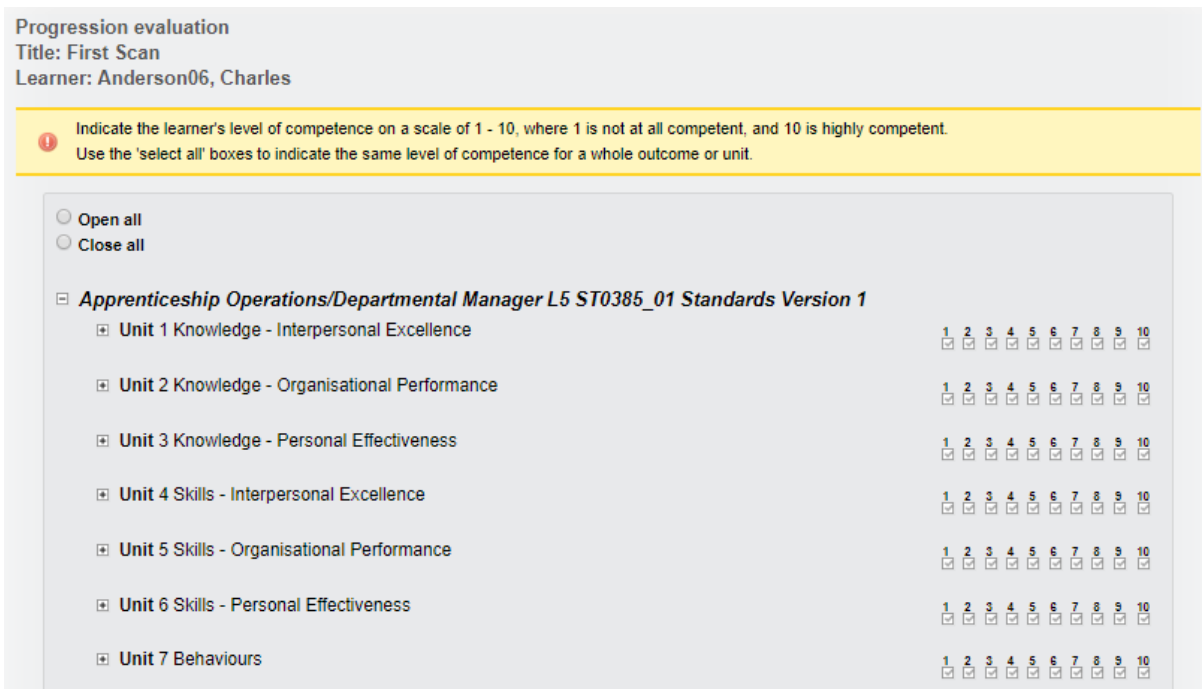 Progression evaluation
Title: First Scan
Learner: Anderson06, Charles
Indicate the learner's level of competence on a scale of 1 - 10, where 1 is not at all competent, and 10 is highly competent.
Use the 'select all' boxes to indicate the same level of competence for a whole outcome or unit.
Open all
Close all
Apprenticeship Operations/Departmental Manager L5 ST0385_01 Standards Version 1
Unit 1 Knowledge - Interpersonal Excellence 1 2 3 4 5 6 7 8 9 10
Unit 2 Knowledge - Organisational Performance 1 2 3 4 5 6 7 8 9 10
Unit 3 Knowledge - Personal Effectiveness 1 2 3 4 5 6 7 8 9 10
Unit 4 Skills - Interpersonal Excellence 1 2 3 4 5 6 7 8 9 10
Unit 5 Skills - Organisational Performance 1 2 3 4 5 6 7 8 9 10
Unit 6 Skills - Personal Effectiveness 1 2 3 4 5 6 7 8 9 10
Unit 7 Behaviours 1 2 3 4 5 6 7 8 9 10